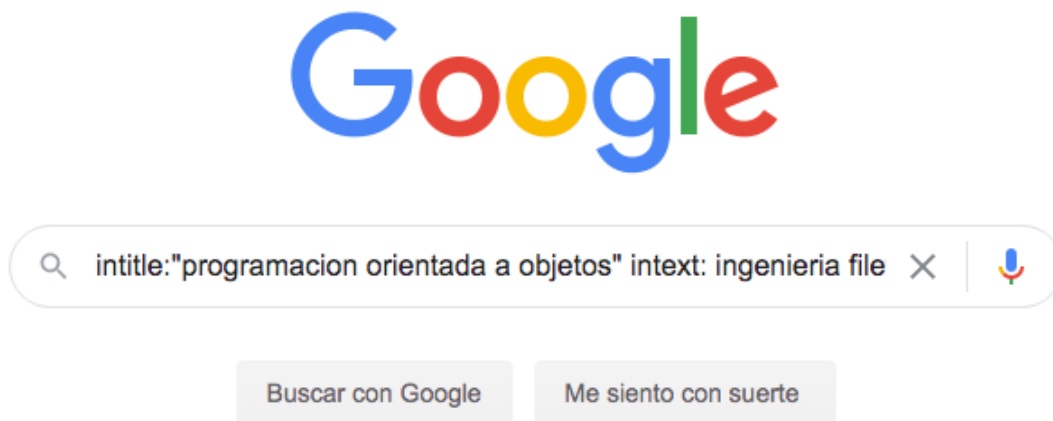 Google
intitle:"programacion orientada a objetos" intext: ingenieria file
Buscar con Google
Me siento con suerte